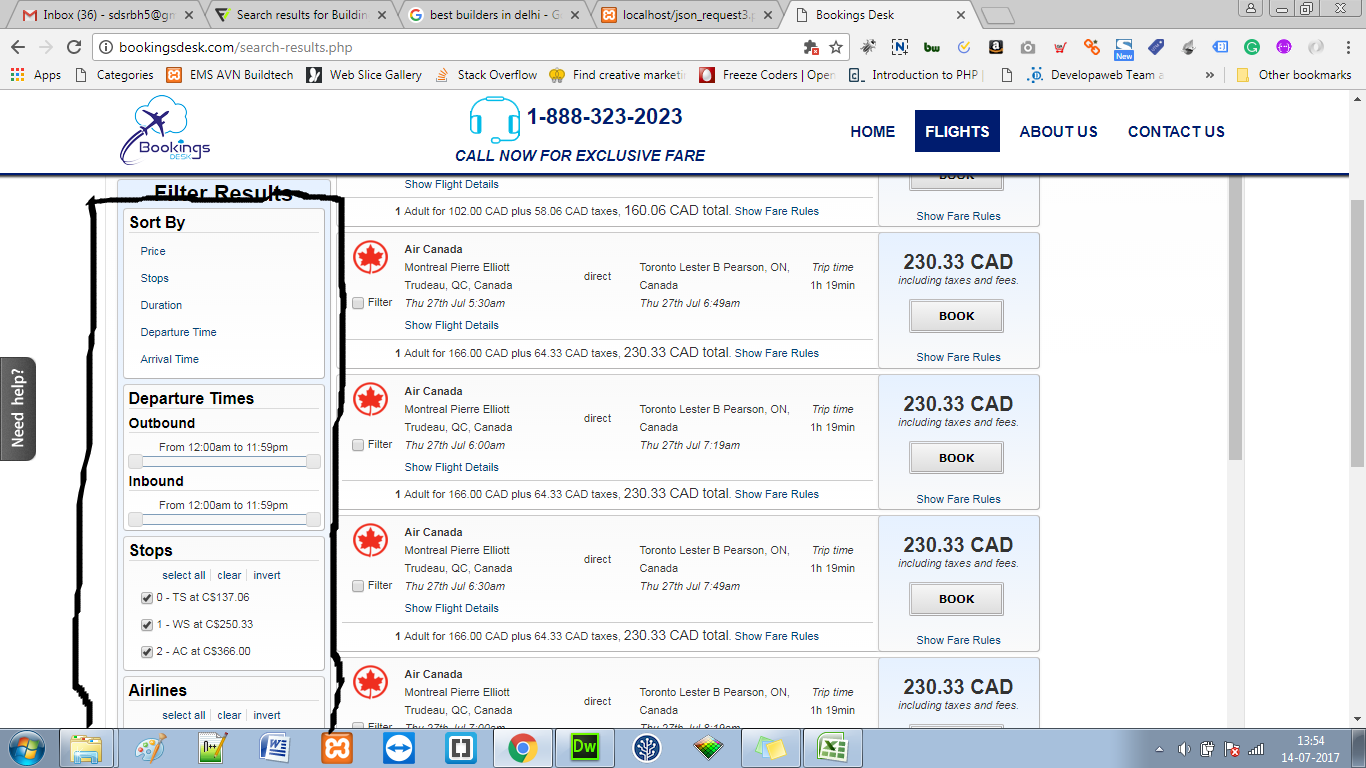 Inbox (36) - sdsrbh5@gm
Search results for Buildin
best builders in delhi - G
localhost/json_request3.p
Bookings Desk
bookingsdesk.com/search-results.php
New
Apps
Categories
EMS AVN Buildtech
Web Slice Gallery
Stack Overflow
Find creative marketi
Freeze Coders | Open
Introduction to PHP |
Developaweb Team a
»
Other bookmarks
Bookings
DESK
1-888-323-2023
CALL NOW FOR EXCLUSIVE FARE
HOME
FLIGHTS
ABOUT US
CONTACT US
Need help?
Filter Results
Sort By
Price
Stops
Duration
Departure Time
Arrival Time
Departure Times
Outbound
From 12:00am to 11:59pm
Inbound
From 12:00am to 11:59pm
Stops
select all | clear | invert
0 - TS at C$137.06
1 - WS at C$250.33
2 - AC at C$366.00
Airlines
select all | clear | invert
Show Flight Details
1 Adult for 102.00 CAD plus 58.06 CAD taxes, 160.06 CAD total. Show Fare Rules
BOOK
Show Fare Rules
Air Canada
Montreal Pierre Elliott
Trudeau, QC, Canada
Thu 27th Jul 5:30am
Filter
direct
Toronto Lester B Pearson, ON,
Canada
Thu 27th Jul 6:49am
Trip time
1h 19min
Show Flight Details
1 Adult for 166.00 CAD plus 64.33 CAD taxes, 230.33 CAD total. Show Fare Rules
230.33 CAD
including taxes and fees.
BOOK
Show Fare Rules
Air Canada
Montreal Pierre Elliott
Trudeau, QC, Canada
Thu 27th Jul 6:00am
Filter
direct
Toronto Lester B Pearson, ON,
Canada
Thu 27th Jul 7:19am
Trip time
1h 19min
Show Flight Details
1 Adult for 166.00 CAD plus 64.33 CAD taxes, 230.33 CAD total. Show Fare Rules
230.33 CAD
including taxes and fees.
BOOK
Show Fare Rules
Air Canada
Montreal Pierre Elliott
Trudeau, QC, Canada
Thu 27th Jul 6:30am
Filter
direct
Toronto Lester B Pearson, ON,
Canada
Thu 27th Jul 7:49am
Trip time
1h 19min
Show Flight Details
1 Adult for 166.00 CAD plus 64.33 CAD taxes, 230.33 CAD total. Show Fare Rules
230.33 CAD
including taxes and fees.
BOOK
Show Fare Rules
Air Canada
Montreal Pierre Elliott
Trudeau, QC, Canada
Thu 27th Jul 7:00am
Filter
direct
Toronto Lester B Pearson, ON,
Canada
Thu 27th Jul 8:19am
Trip time
1h 19min
230.33 CAD
including taxes and fees.
Dw
13:54
14-07-2017